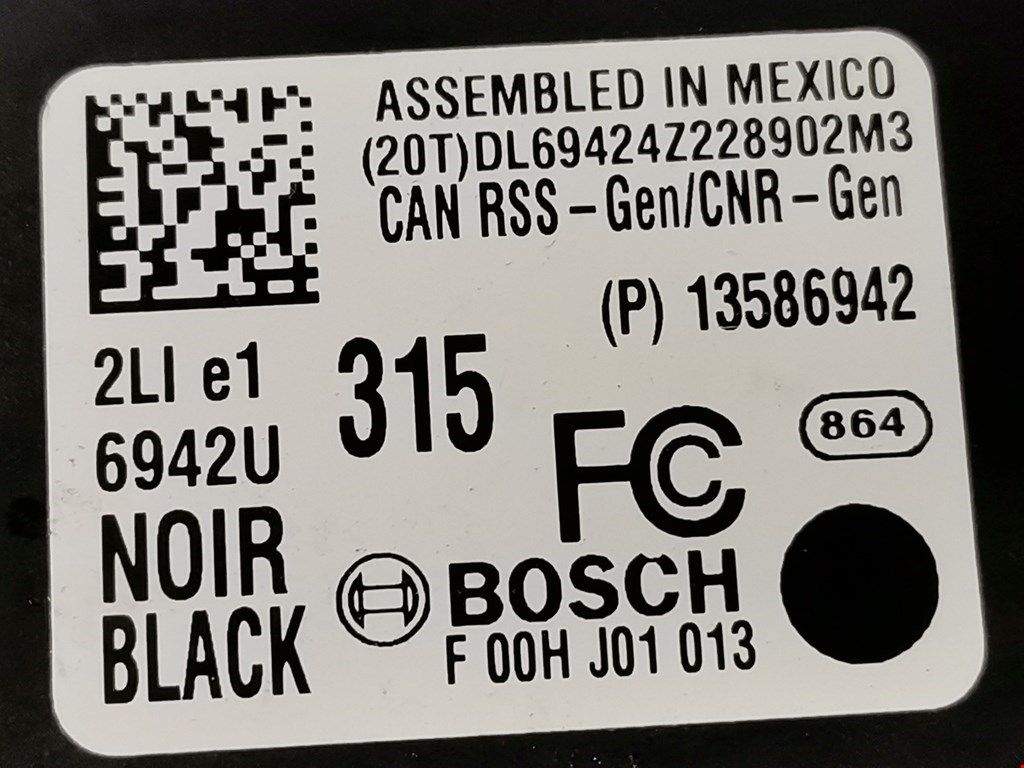 ASSEMBLED IN MEXICO
(20T)DL69424Z228902M3
CAN RSS-Gen/CNR-Gen
(P) 13586942
2LI e1
315
864
6942U
FC
NOIR
BOSCH
BLACK
F 00H J01 013